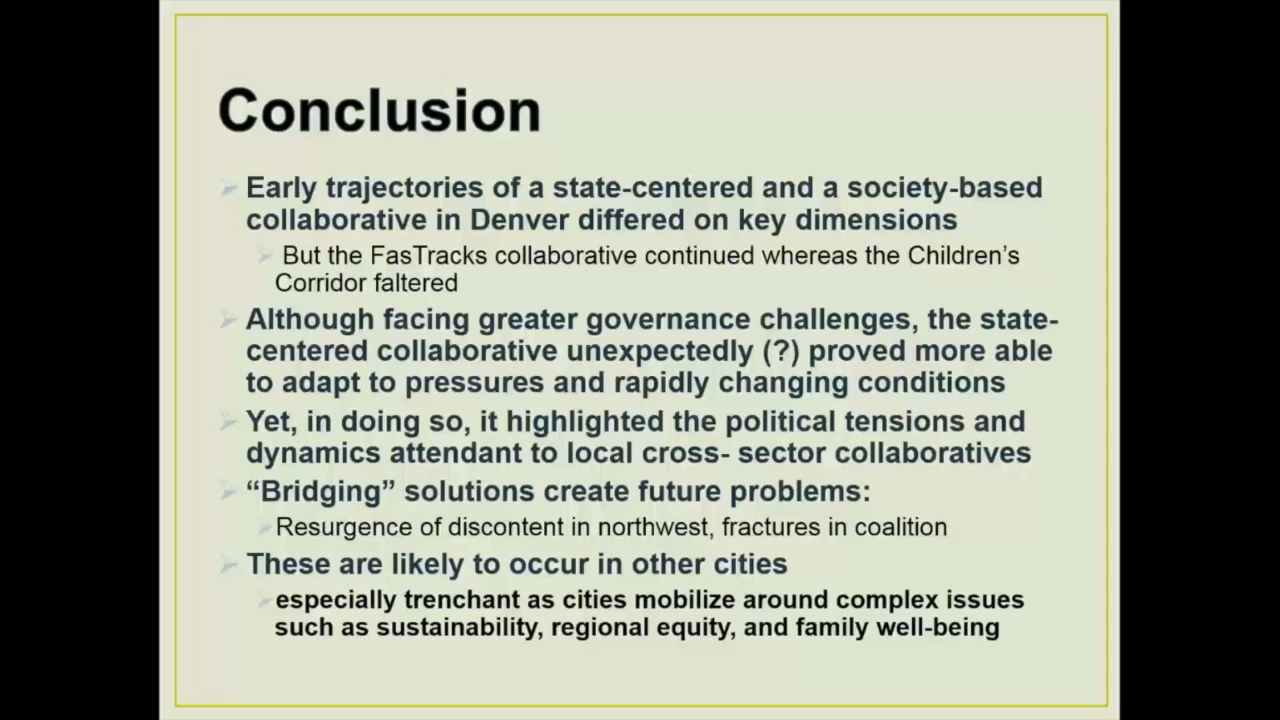 Conclusion
Early trajectories of a state-centered and a society-based
collaborative in Denver differed on key dimensions
But the FasTracks collaborative continued whereas the Children's
Corridor faltered
Although facing greater governance challenges, the state-
centered collaborative unexpectedly (?) proved more able
to adapt to pressures and rapidly changing conditions
Yet, in doing so, it highlighted the political tensions and
dynamics attendant to local cross- sector collaboratives
“Bridging” solutions create future problems:
Resurgence of discontent in northwest, fractures in coalition
These are likely to occur in other cities
especially trenchant as cities mobilize around complex issues
such as sustainability, regional equity, and family well-being